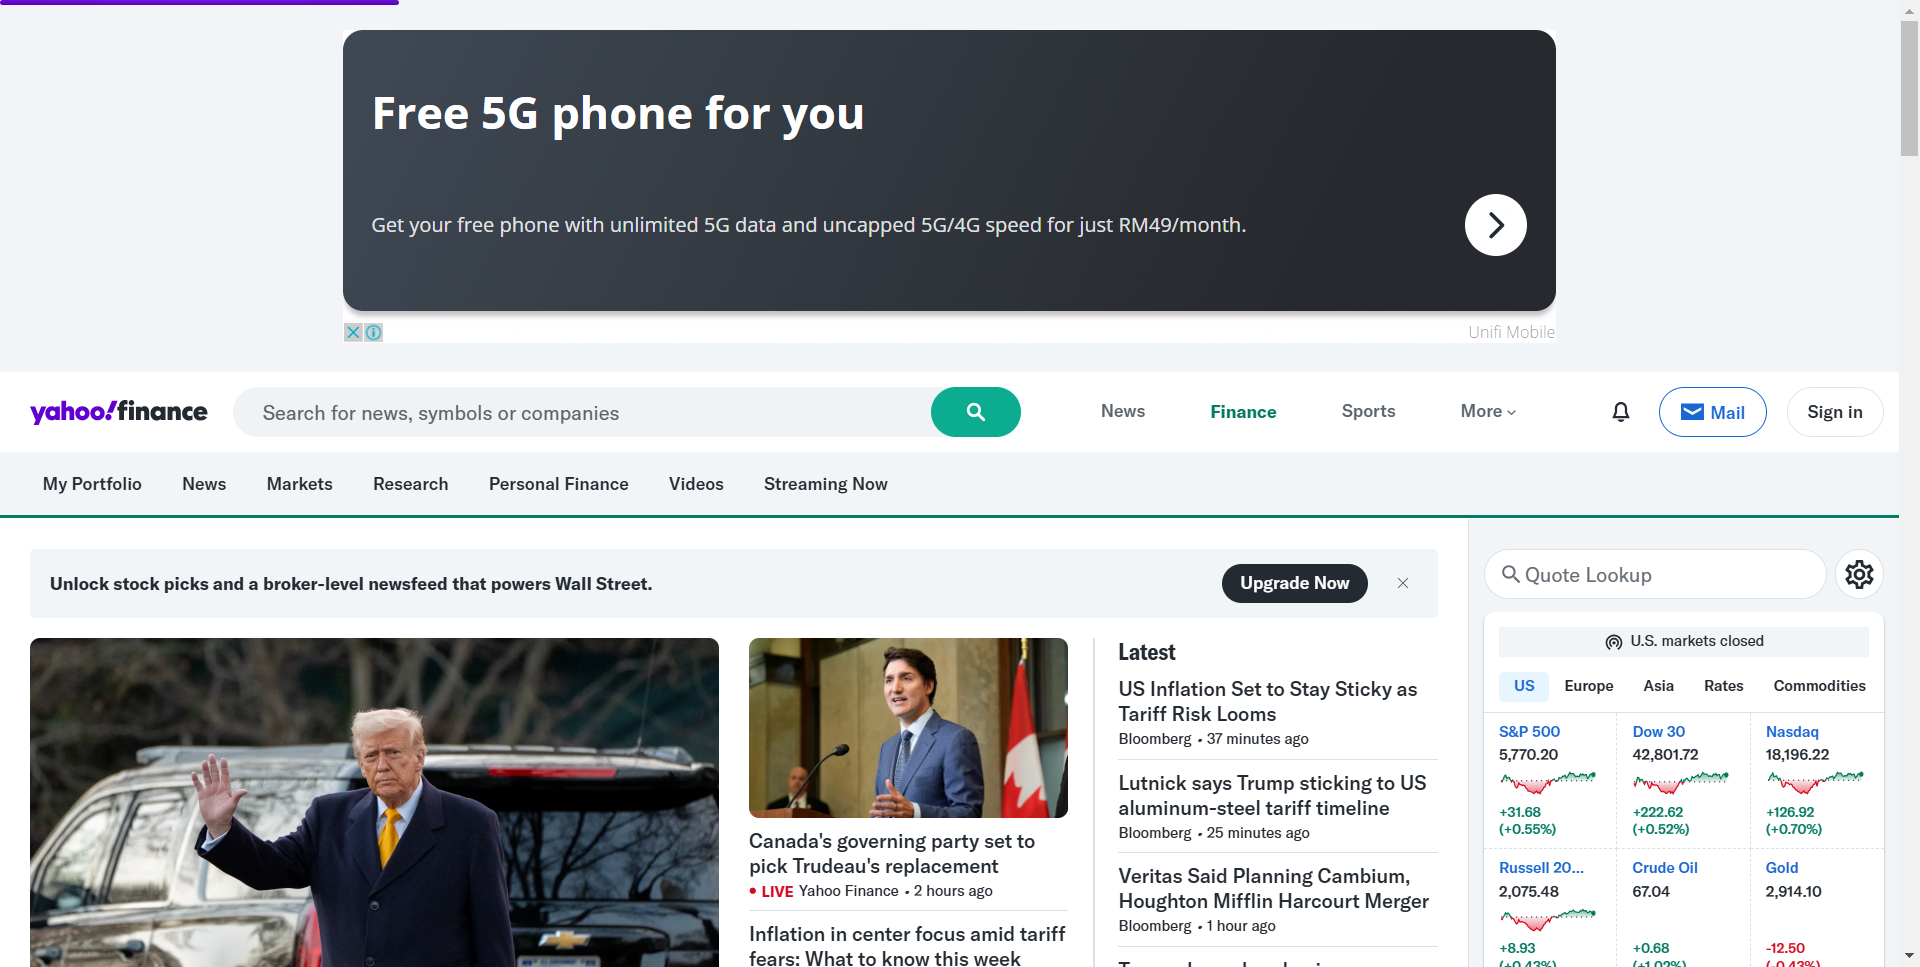 Free 5G phone for you
Get your free phone with unlimited 5G data and uncapped 5G/4G speed for just RM49/month.
Unifi Mobile
yahoo!finance
Search for news, symbols or companies
News
Finance
Sports
More
Mail
Sign in
My Portfolio
News
Markets
Research
Personal Finance
Videos
Streaming Now
Unlock stock picks and a broker-level newsfeed that powers Wall Street.
Upgrade Now
Canada's governing party set to
pick Trudeau's replacement
• LIVE Yahoo Finance • 2 hours ago
Inflation in center focus amid tariff
fears: What to know this week
Latest
US Inflation Set to Stay Sticky as
Tariff Risk Looms
Bloomberg • 37 minutes ago
Lutnick says Trump sticking to US
aluminum-steel tariff timeline
Bloomberg • 25 minutes ago
Veritas Said Planning Cambium,
Houghton Mifflin Harcourt Merger
Bloomberg • 1 hour ago
Quote Lookup
U.S. markets closed
US
Europe
Asia
Rates
Commodities
S&P 500
5,770.20
+31.68
(+0.55%)
Dow 30
42,801.72
+222.62
(+0.52%)
Nasdaq
18,196.22
+126.92
(+0.70%)
Russell 20...
2,075.48
+8.93
(+0.43%)
Crude Oil
67.04
+0.68
(+1.02%)
Gold
2,914.10
-12.50
(-0.43%)